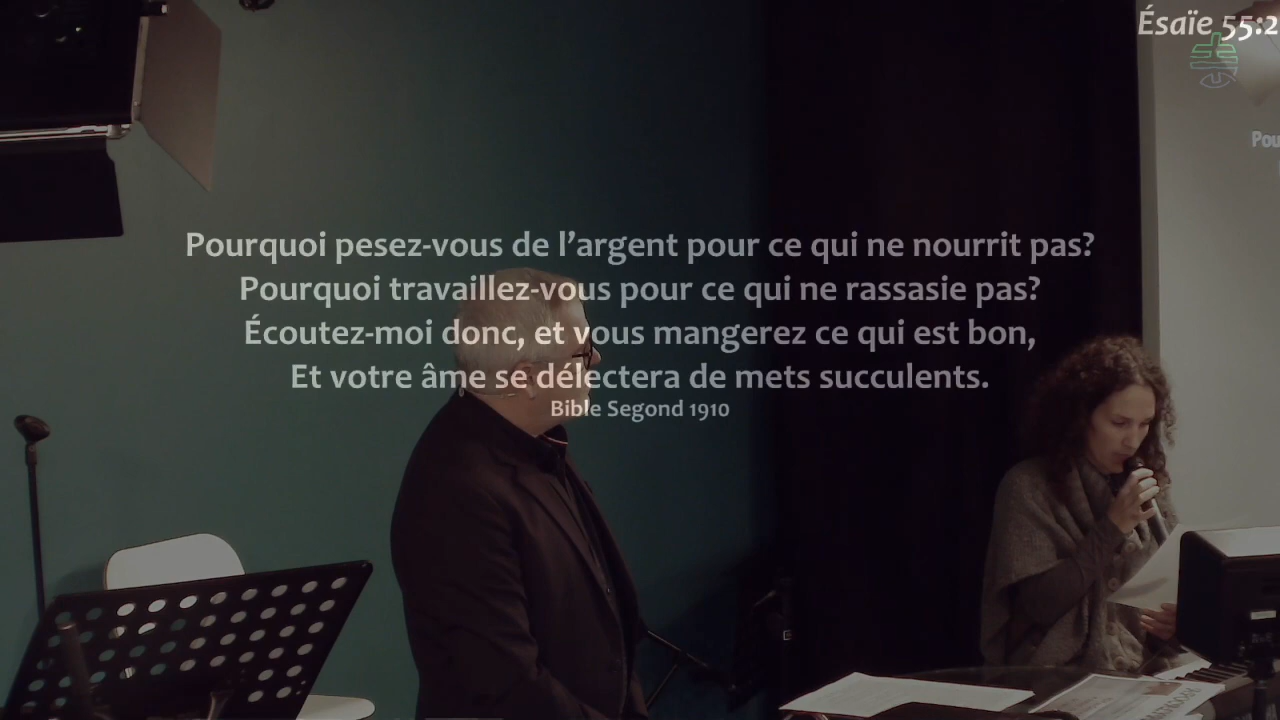 Ésaïe 55:2
Pou
Pourquoi pesez-vous de l’argent pour ce qui ne nourrit pas?
Pourquoi travaillez-vous pour ce qui ne rassasie pas?
Écoutez-moi donc, et vous mangerez ce qui est bon,
Et votre âme se délectera de mets succulents.
Bible Segond 1910